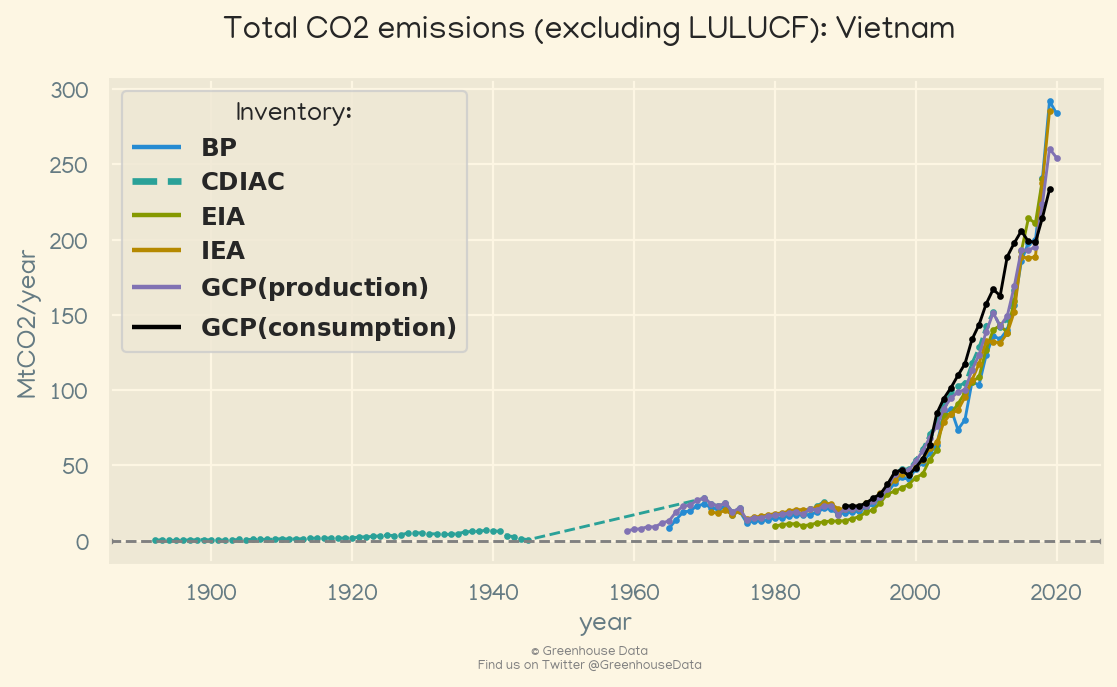 Total CO2 emissions (excluding LULUCF): Vietnam
MtCO2/year
300
250
200
150
100
50
0
Inventory:
BP
CDIAC
EIA
IEA
GCP(production)
GCP(consumption)
1900
1920
1940
1960
1980
2000
2020
year
© Greenhouse Data
Find us on Twitter @GreenhouseData